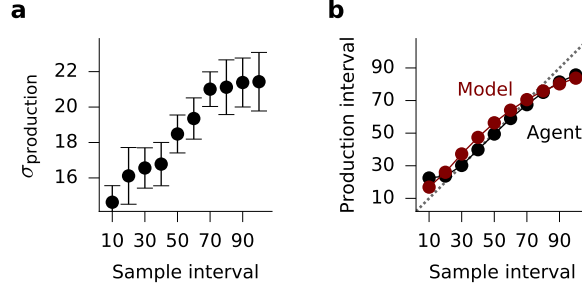 a
σproduction
22
20
18
16
10 30 50 70 90
Sample interval
b
Production interval
90
70
50
30
10
Model
Agent
10 30 50 70 90
Sample interval